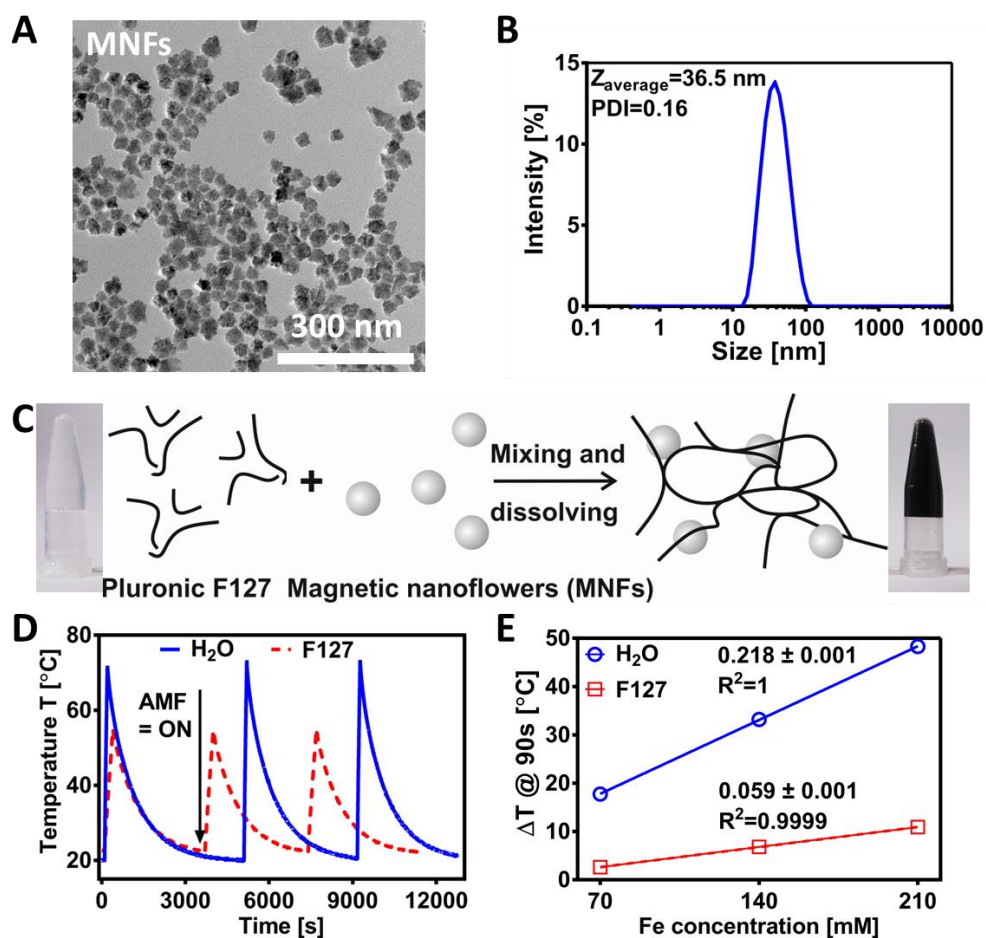 A
MNFs
300 nm
B
Zaverage=36.5 nm
PDI=0.16
15
10
5
0
Intensity [%]
0.1 1 10 100 1000 10000
Size [nm]
C
+
Mixing and
dissolving
Pluronic F127 Magnetic nanoflowers (MNFs)
D
H₂O F127
AMF
= ON
80
60
40
20
Temperature T [°C]
0 3000 6000 9000 12000
Time [s]
E
H₂O
F127
0.218 ± 0.001
R²=1
0.059 ± 0.001
R²=0.9999
50
40
30
20
10
0
ΔT @ 90s [°C]
70 140 210
Fe concentration [mM]